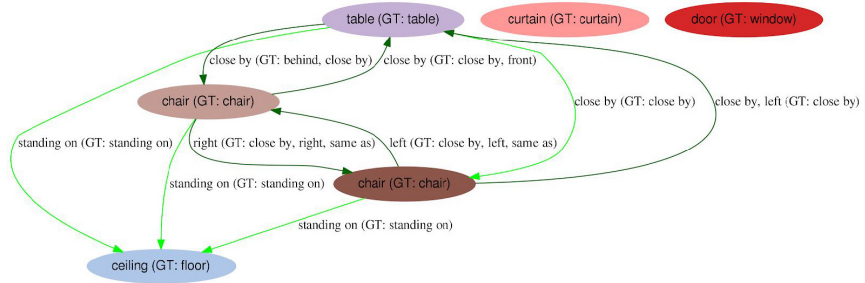 table (GT: table) curtain (GT: curtain) door (GT: window)
close by (GT: behind, close by) close by (GT: close by, front)
chair (GT: chair) close by (GT: close by) close by, left (GT: close by)
standing on (GT: standing on) right (GT: close by, right, same as) left (GT: close by, left, same as)
standing on (GT: standing on) chair (GT: chair)
standing on (GT: standing on)
ceiling (GT: floor)